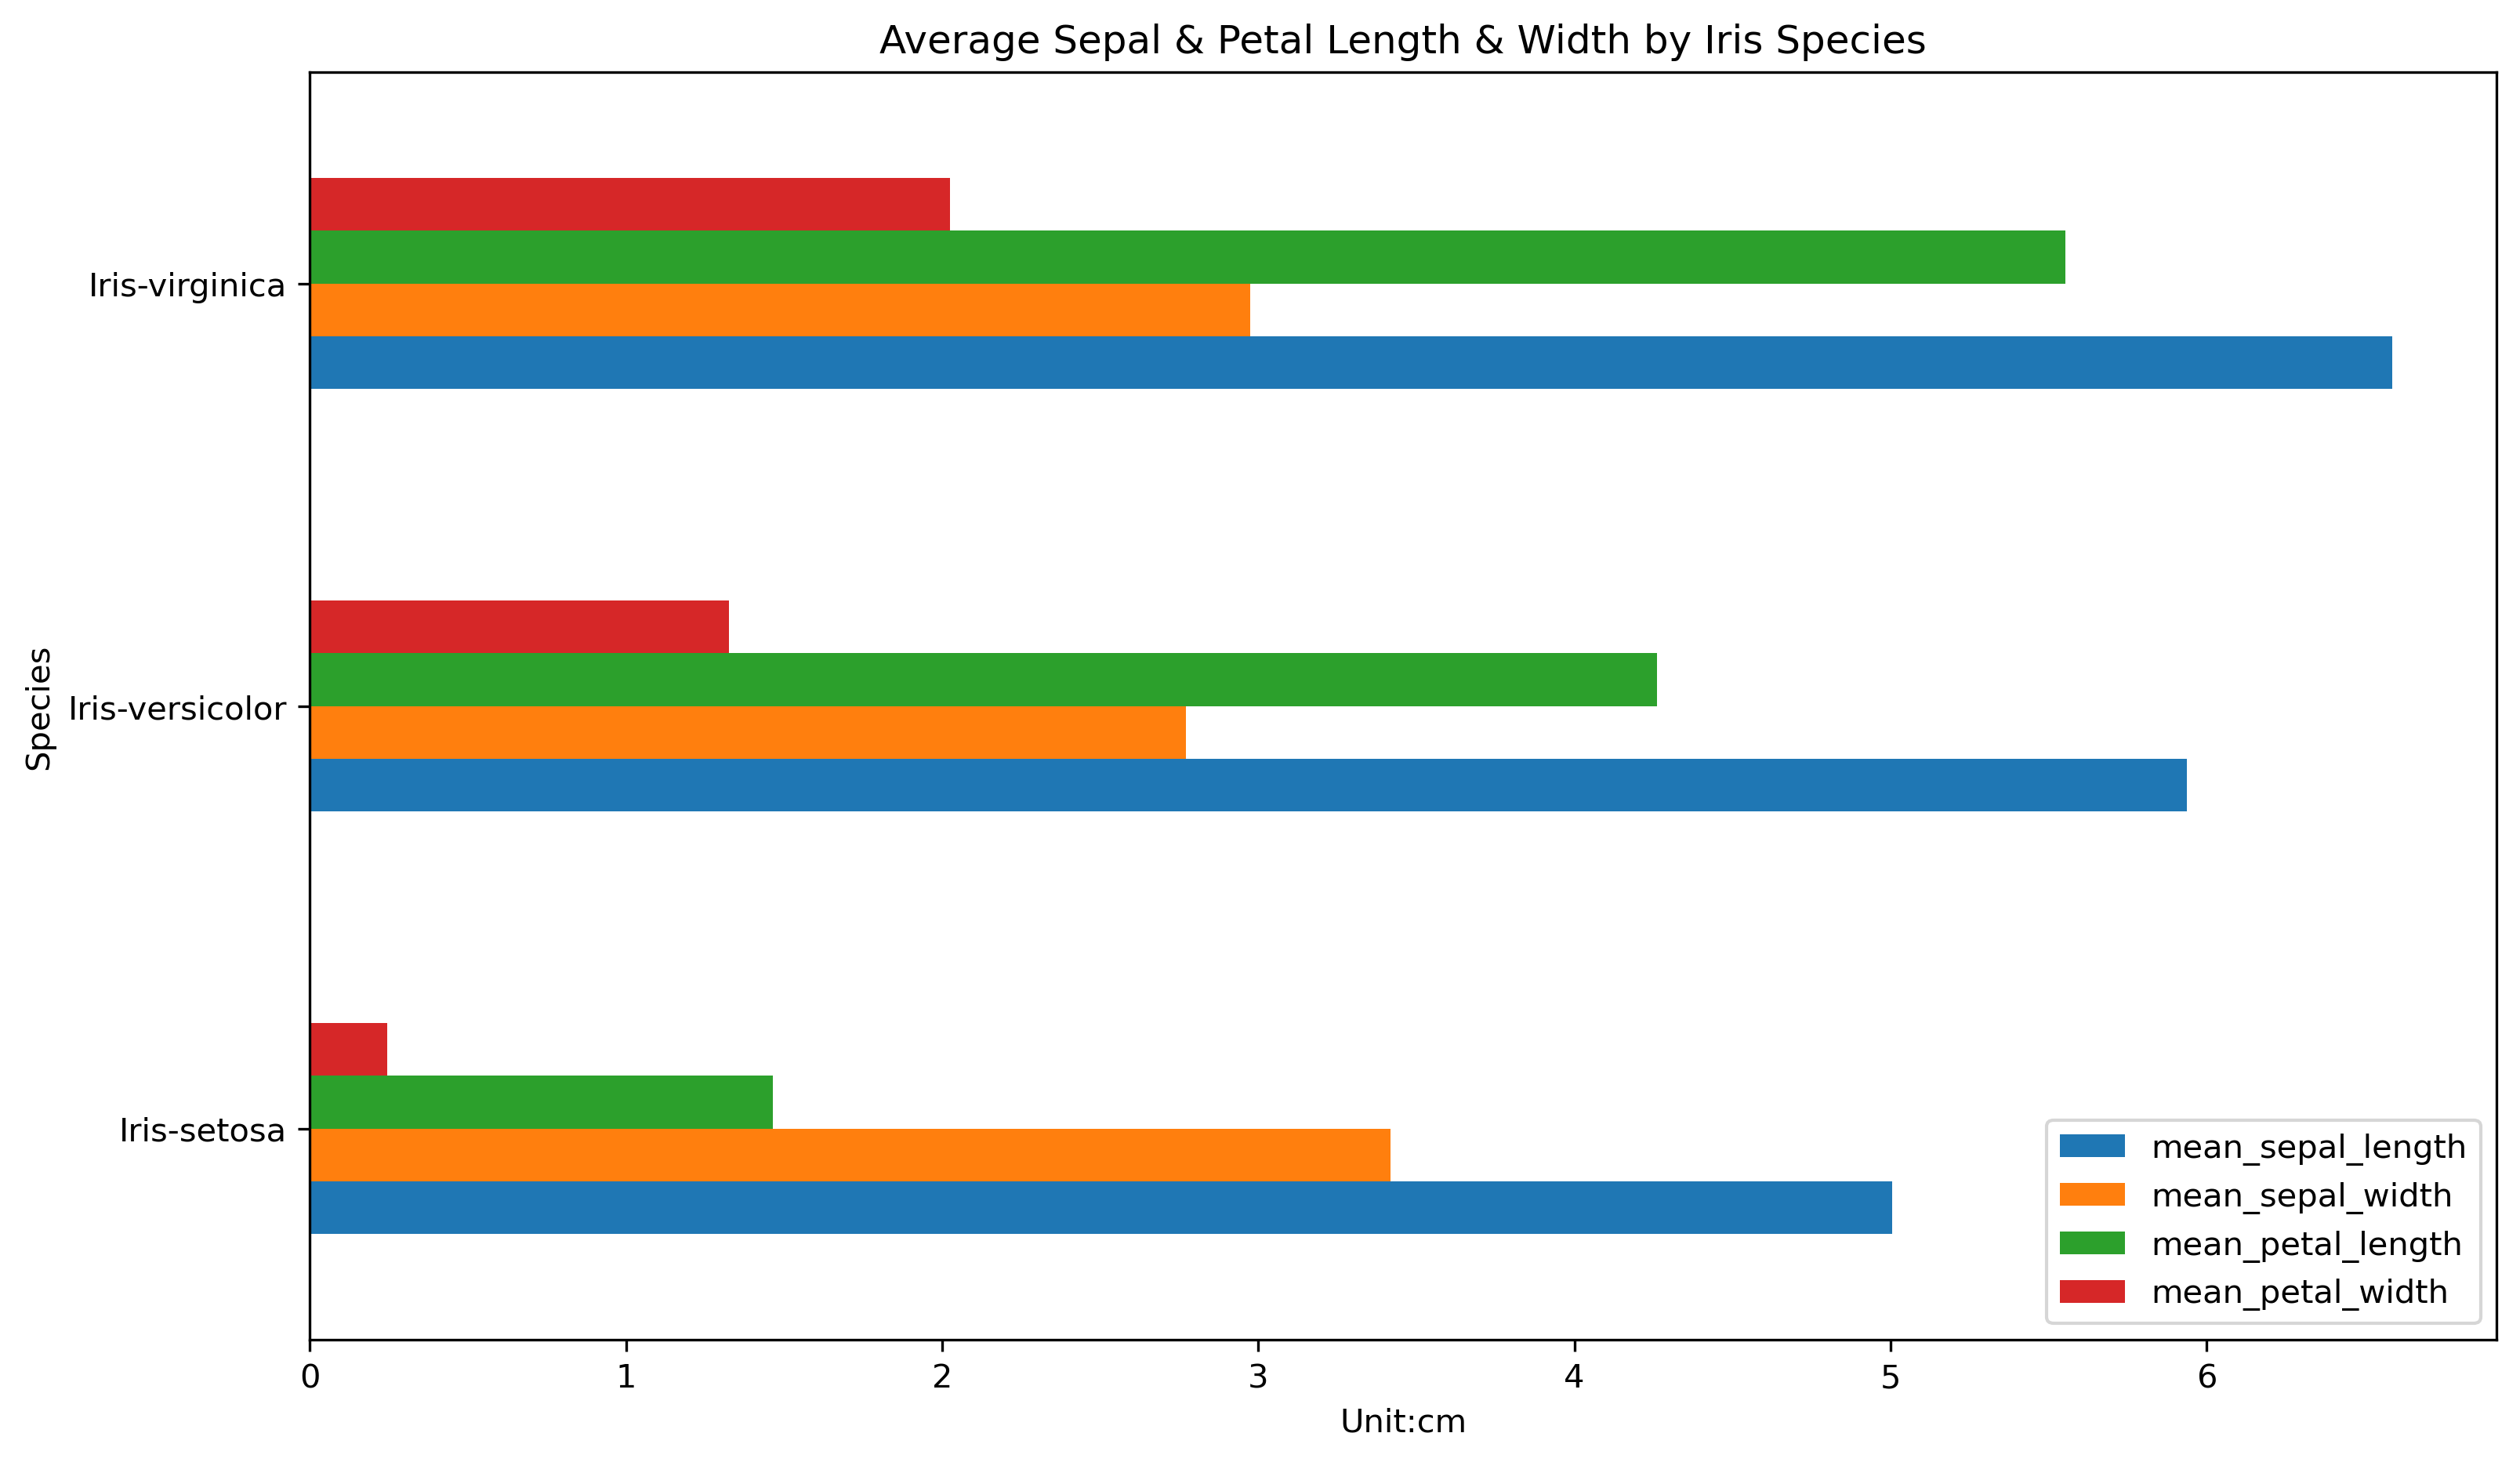 Average Sepal & Petal Length & Width by Iris Species
Species
Iris-virginica
Iris-versicolor
Iris-setosa
mean_sepal_length
mean_sepal_width
mean_petal_length
mean_petal_width
0 1 2 3 4 5 6
Unit:cm